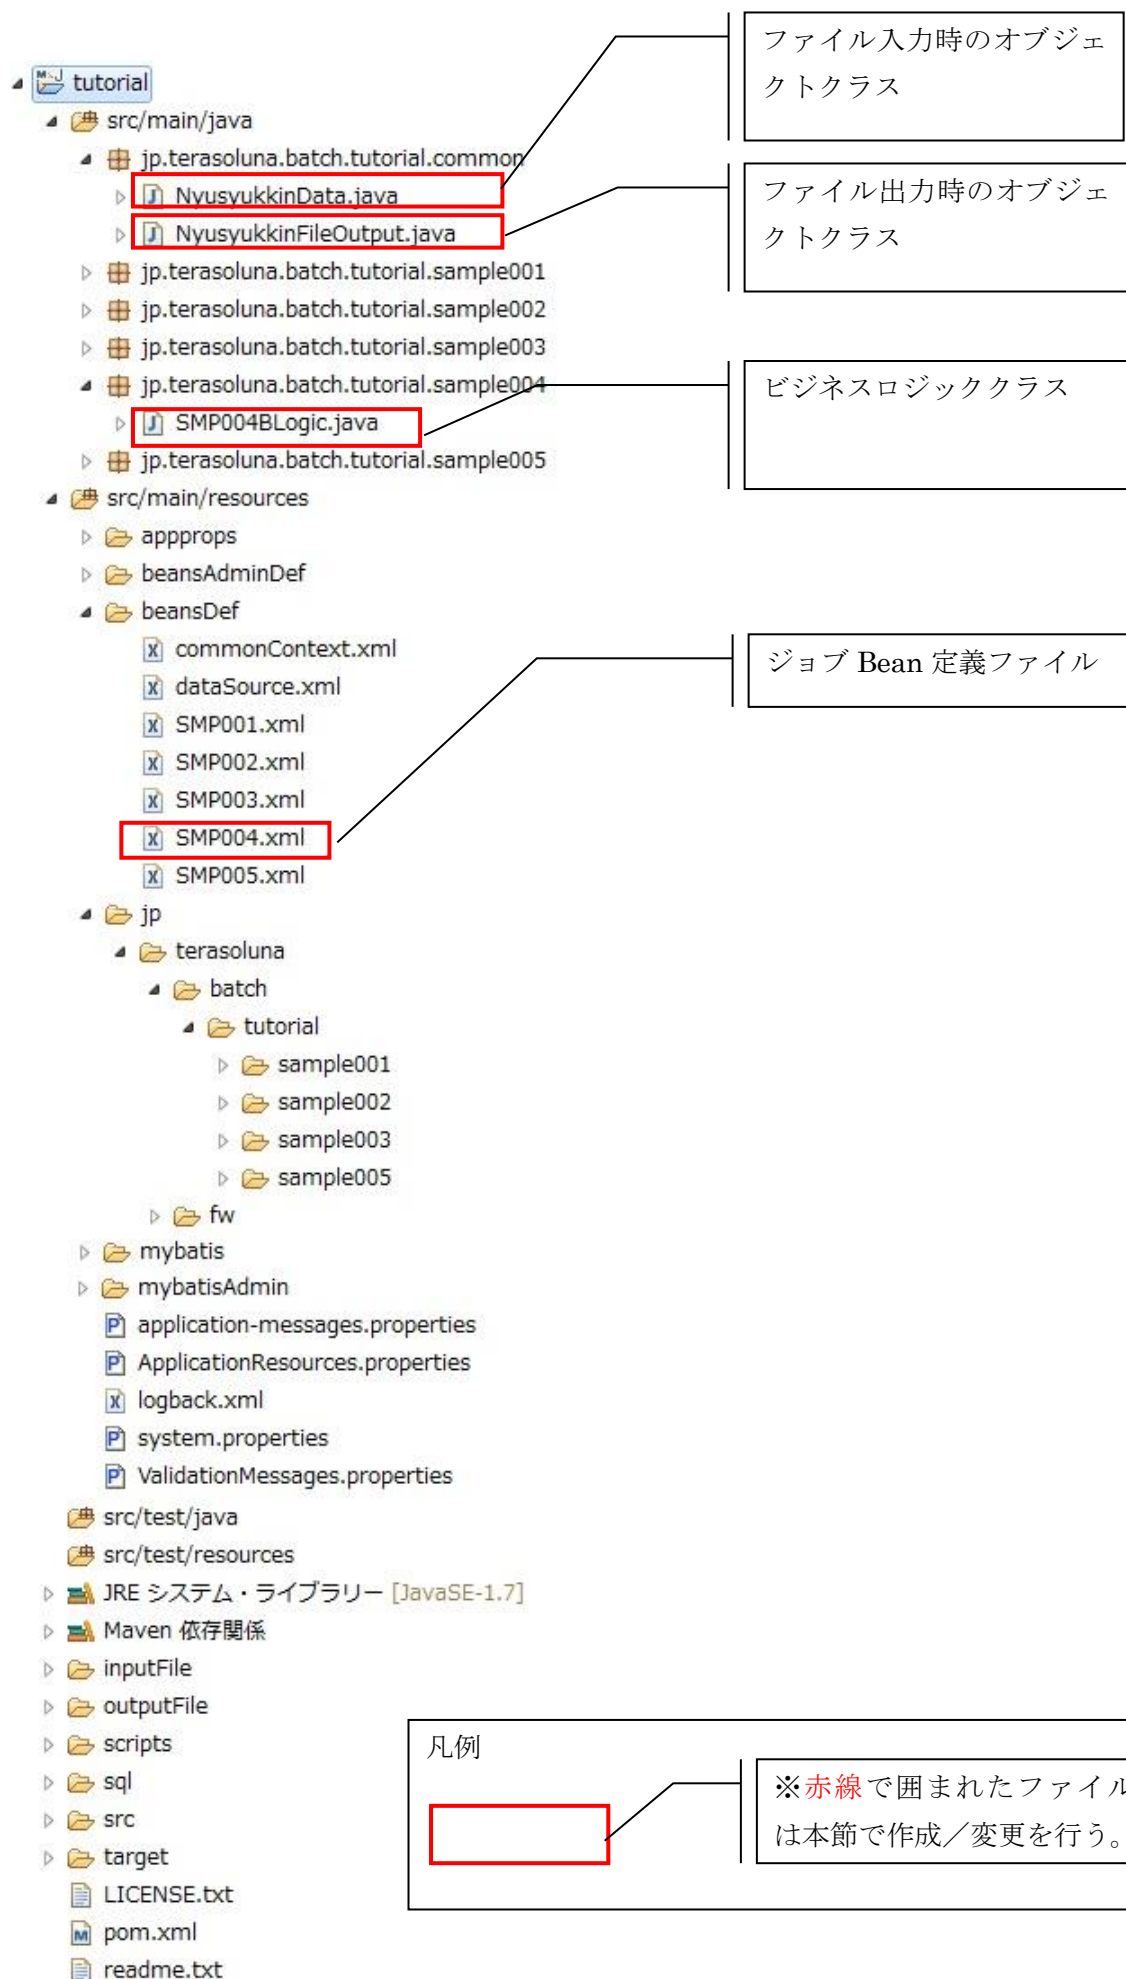 tutorial
src/main/java
jp.terasoluna.batch.tutorial.common
NyusyukkinData.java
NyusyukkinFileOutput.java
jp.terasoluna.batch.tutorial.sample001
jp.terasoluna.batch.tutorial.sample002
jp.terasoluna.batch.tutorial.sample003
jp.terasoluna.batch.tutorial.sample004
SMP004BLogic.java
jp.terasoluna.batch.tutorial.sample005
src/main/resources
appprops
beansAdminDef
beansDef
commonContext.xml
dataSource.xml
SMP001.xml
SMP002.xml
SMP003.xml
SMP004.xml
SMP005.xml
jp
terasoluna
batch
tutorial
sample001
sample002
sample003
sample005
fw
mybatis
mybatisAdmin
application-messages.properties
ApplicationResources.properties
logback.xml
system.properties
ValidationMessages.properties
src/test/java
src/test/resources
JRE システム・ライブラリー [JavaSE-1.7]
Maven 依存関係
inputFile
outputFile
scripts
sql
src
target
LICENSE.txt
pom.xml
readme.txt
ファイル入力時のオブジェ
クトクラス
ファイル出力時のオブジェ
クトクラス
ビジネスロジッククラス
ジョブ Bean 定義ファイル
凡例
※赤線で囲まれたファイル
は本節で作成／変更を行う。